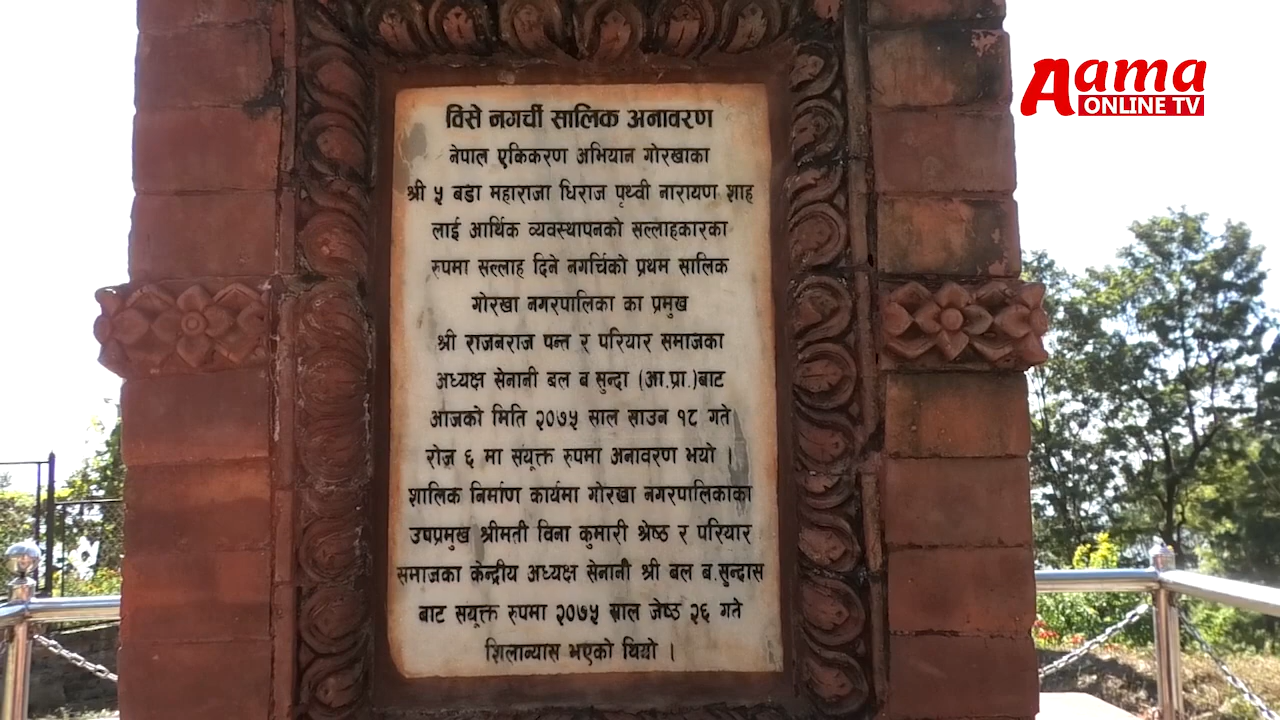 विसे नगर्ची सालिक अनावरण
नेपाल एकिकरण अभियान गोरखाका
श्री ५ बडा महाराजा धिराज पृथ्वी नारायण शाह
लाई आर्थिक व्यवस्थापनको सल्लाहकारका
रुपमा सल्लाह दिने नगर्चिको प्रथम सालिक
गोरखा नगरपालिका का प्रमुख
श्री राजनराज पन्त र परियार समाजका
अध्यक्ष सेनानी बल ब सुन्दा (आ.प्रा.)बाट
आजको मिति २०७५ साल साउन १८ गते
रोज ६ मा संयूक्त रुपमा अनावरण भयो ।
शालिक निर्माण कार्यमा गोरखा नगरपालिकाका
उपप्रमुख श्रीमती विना कुमारी श्रेष्ठ र परियार
समाजका केन्द्रीय अध्यक्ष सेनानी श्री बल ब.सुन्दास
बाट संयूक्त रुपमा २०७५ साल जेष्ठ २६ गते
शिलान्यास भएको थियो ।
Aama
ONLINE TV